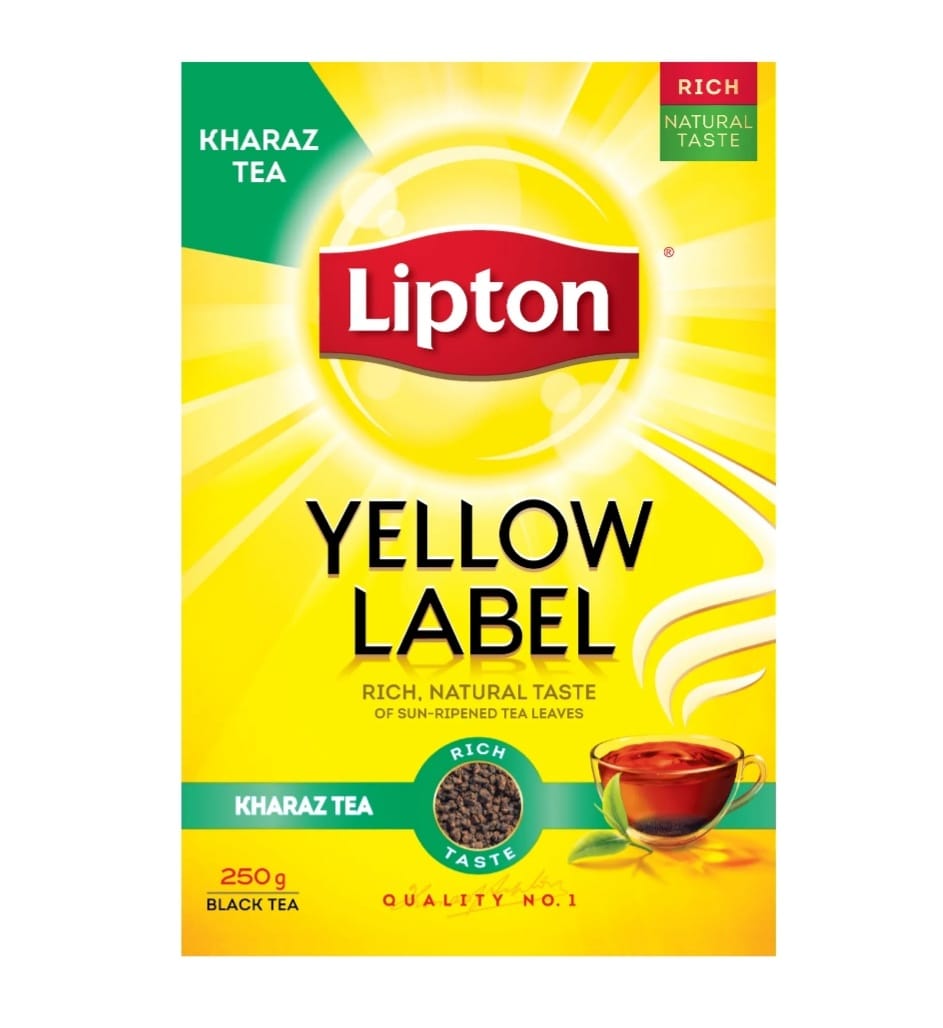 KHARAZ
TEA
RICH
NATURAL
TASTE
Lipton
®
YELLOW
LABEL
RICH, NATURAL TASTE
OF SUN-RIPENED TEA LEAVES
RICH
TASTE
KHARAZ TEA
250 g
BLACK TEA
QUALITY NO. 1